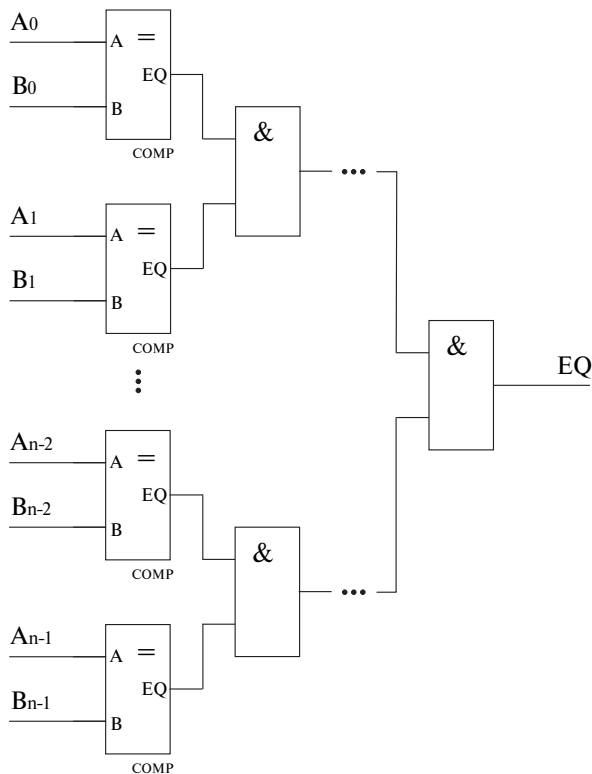 A0
A =
EQ
B0
B
COMP
&
•••
A1
A =
EQ
B1
B
COMP
&
EQ
An-2
A =
EQ
Bn-2
B
COMP
&
•••
An-1
A =
EQ
Bn-1
B
COMP